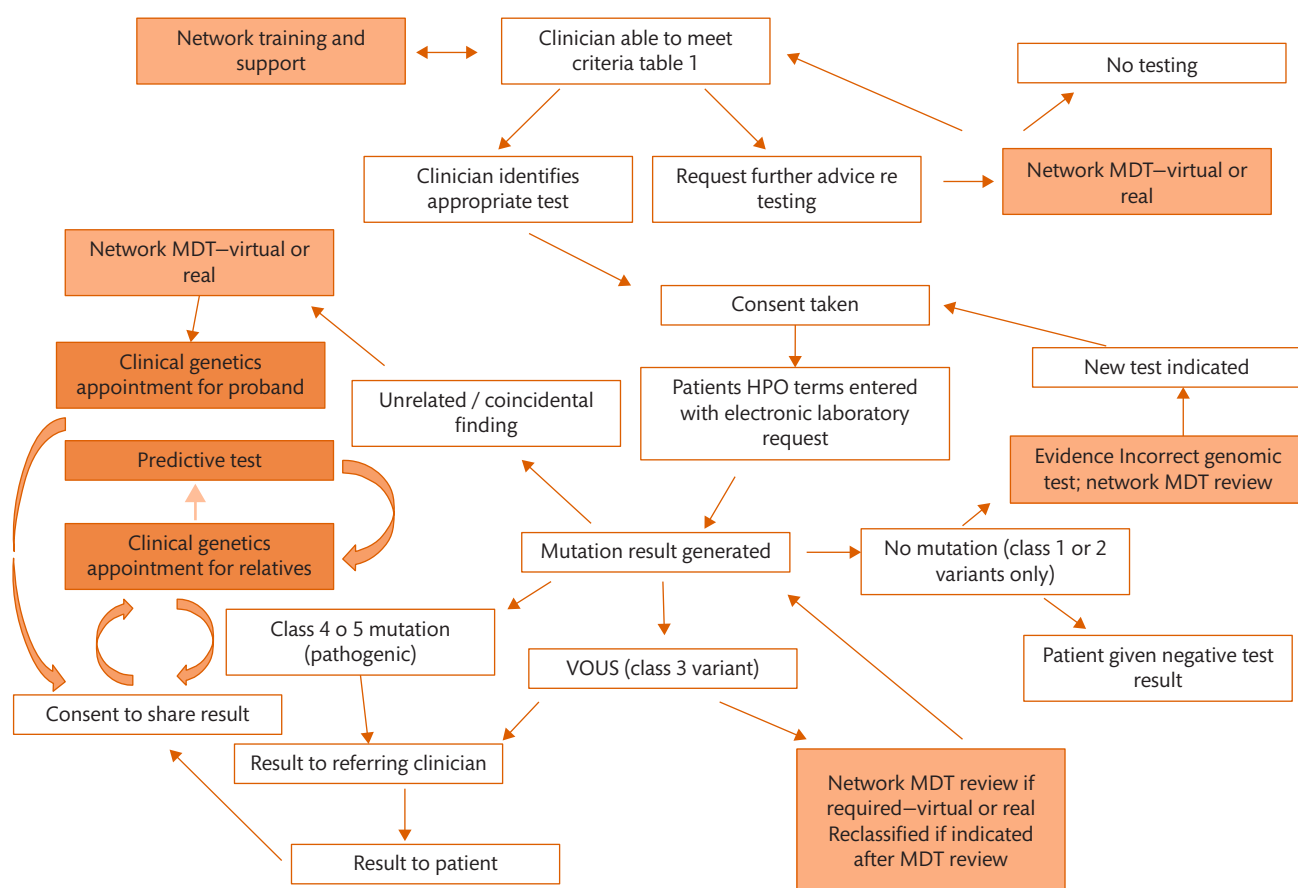 Network training and
support
Clinician able to meet
criteria table 1
No testing
Clinician identifies
appropriate test
Request further advice re
testing
Network MDT–virtual or
real
Network MDT–virtual or
real
Consent taken
Clinical genetics
appointment for proband
Unrelated / coincidental
finding
Patients HPO terms entered
with electronic laboratory
request
New test indicated
Predictive test
Evidence Incorrect genomic
test; network MDT review
Clinical genetics
appointment for relatives
Mutation result generated
No mutation (class 1 or 2
variants only)
Class 4 o 5 mutation
(pathogenic)
VOUS (class 3 variant)
Patient given negative test
result
Consent to share result
Result to referring clinician
Network MDT review if
required–virtual or real
Reclassified if indicated
after MDT review
Result to patient